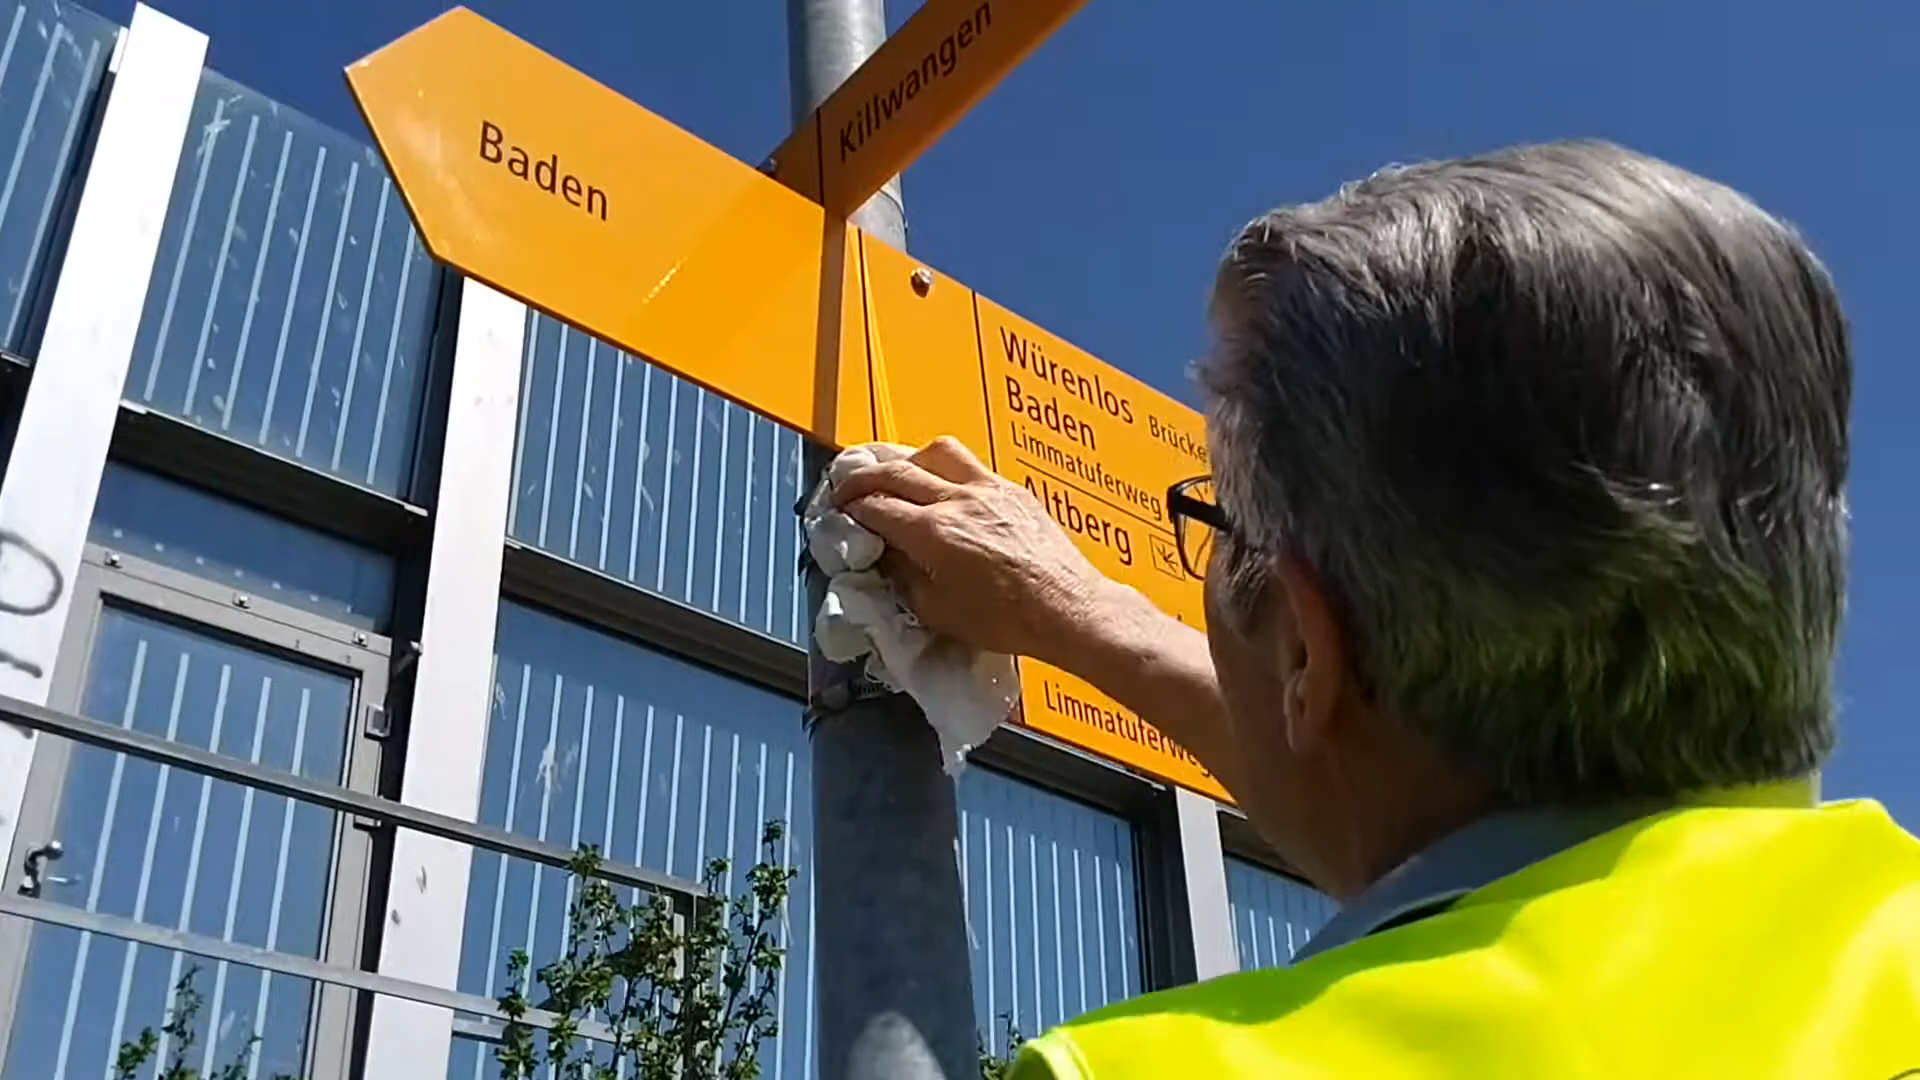 Baden
Killwangen
Würenlos Brücke
Baden
Limmatuferweg
Altberg
Limmatuferweg